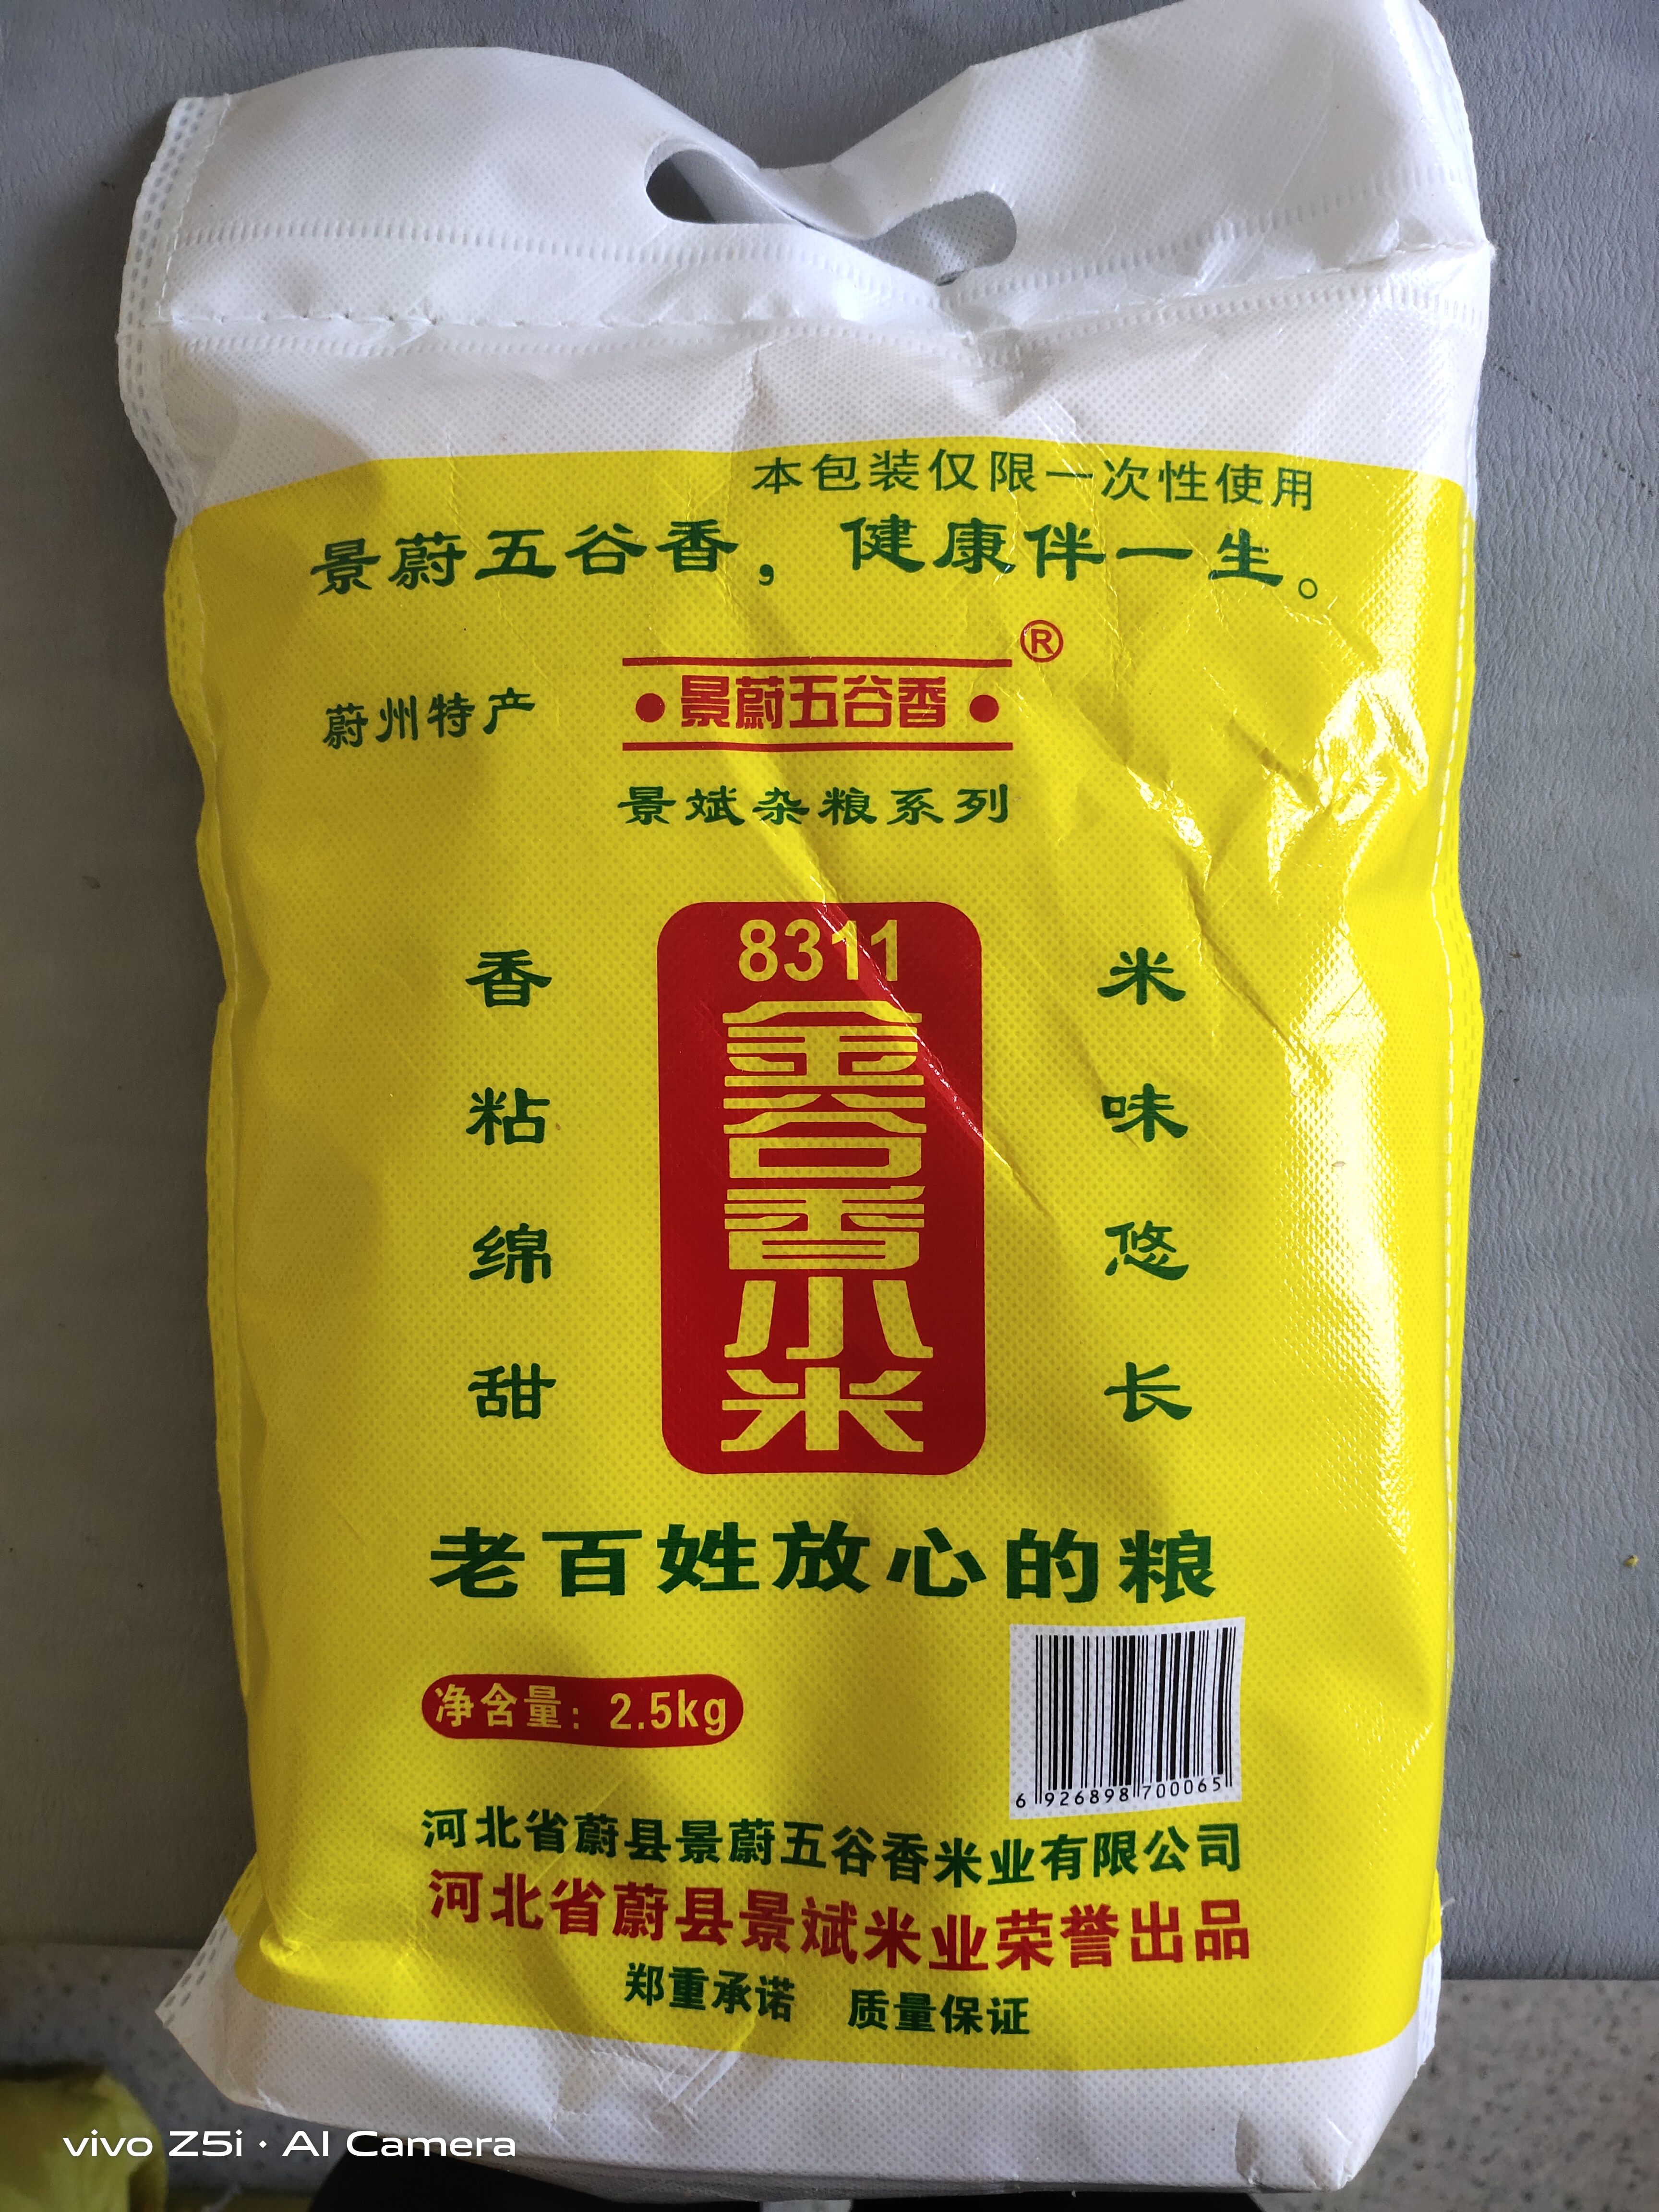 本包装仅限一次性使用
景蔚五谷香，健康伴一生。
®
蔚州特产
景蔚五谷香
景斌杂粮系列
香粘绵甜
8311
金谷香小米
米味悠长
老百姓放心的粮
净含量：2.5kg
6 926898 700065
河北省蔚县景蔚五谷香米业有限公司
河北省蔚县景斌米业荣誉出品
郑重承诺 质量保证
vivo Z5i · AI Camera